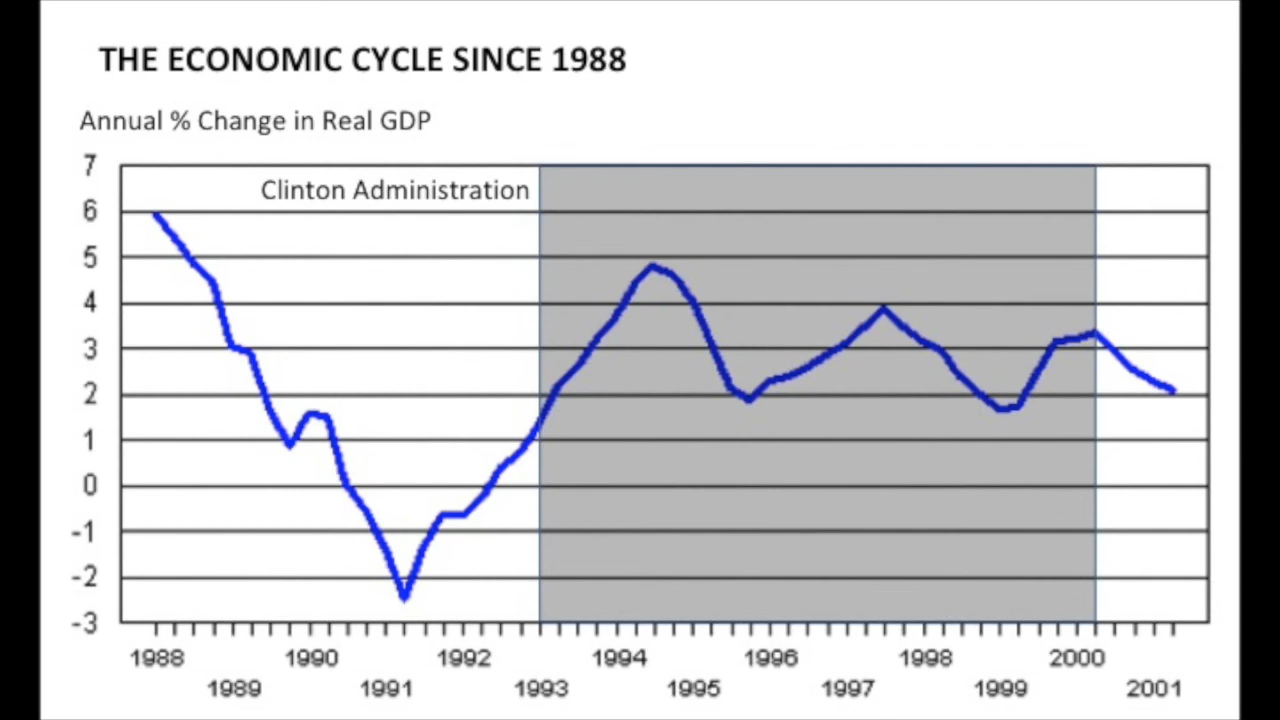 THE ECONOMIC CYCLE SINCE 1988
Annual % Change in Real GDP
7
Clinton Administration
6
5
4
3
2
1
0
-1
-2
-3
1988 1990 1992 1994 1996 1998 2000
1989 1991 1993 1995 1997 1999 2001